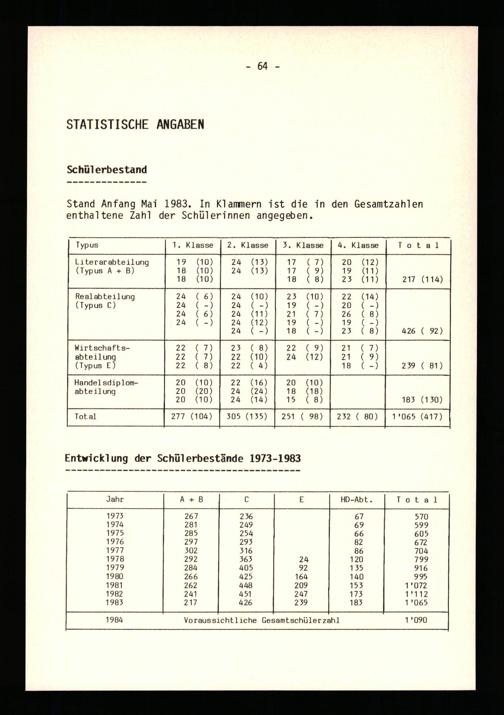 - 64 -
STATISTISCHE ANGABEN
Schülerbestand
Stand Anfang Mai 1983. In Klammern ist die in den Gesamtzahlen
enthaltene Zahl der Schülerinnen angegeben.
Typus 1. Klasse 2. Klasse 3. Klasse 4. Klasse Total
Literarabteilung 19 (10) 24 (13) 17 ( 7) 20 (12)
(Typus A + B) 18 (10) 24 (13) 17 ( 9) 19 (11)
18 (10) 18 ( 8) 23 (11) 217 (114)
Realabteilung 24 ( 6) 24 (10) 23 (10) 22 (14)
(Typus C) 24 ( -) 24 ( -) 19 ( -) 20 ( -)
24 ( 6) 24 (11) 21 ( 7) 26 ( 8)
24 ( -) 24 (12) 19 ( -) 19 ( -)
24 ( -) 18 ( -) 23 ( 8) 426 ( 92)
Wirtschafts- 22 ( 7) 23 ( 8) 22 ( 9) 21 ( 7)
abteilung 22 ( 7) 22 (10) 24 (12) 21 ( 9)
(Typus E) 22 ( 8) 22 ( 4) 18 ( -) 239 ( 81)
Handelsdiplom- 20 (10) 22 (16) 20 (10)
abteilung 20 (20) 24 (24) 18 (18)
20 (10) 24 (14) 15 ( 8) 183 (130)
Total 277 (104) 305 (135) 251 ( 98) 232 ( 80) 1'065 (417)
Entwicklung der Schülerbestände 1973-1983
Jahr A + B C E HD-Abt. Total
1973 267 236 67 570
1974 281 249 69 599
1975 285 254 66 605
1976 297 293 82 672
1977 302 316 86 704
1978 292 363 24 120 799
1979 284 405 92 135 916
1980 266 425 164 140 995
1981 262 448 209 153 1'072
1982 241 451 247 173 1'112
1983 217 426 239 183 1'065
1984 Voraussichtliche Gesamtschülerzahl 1'090